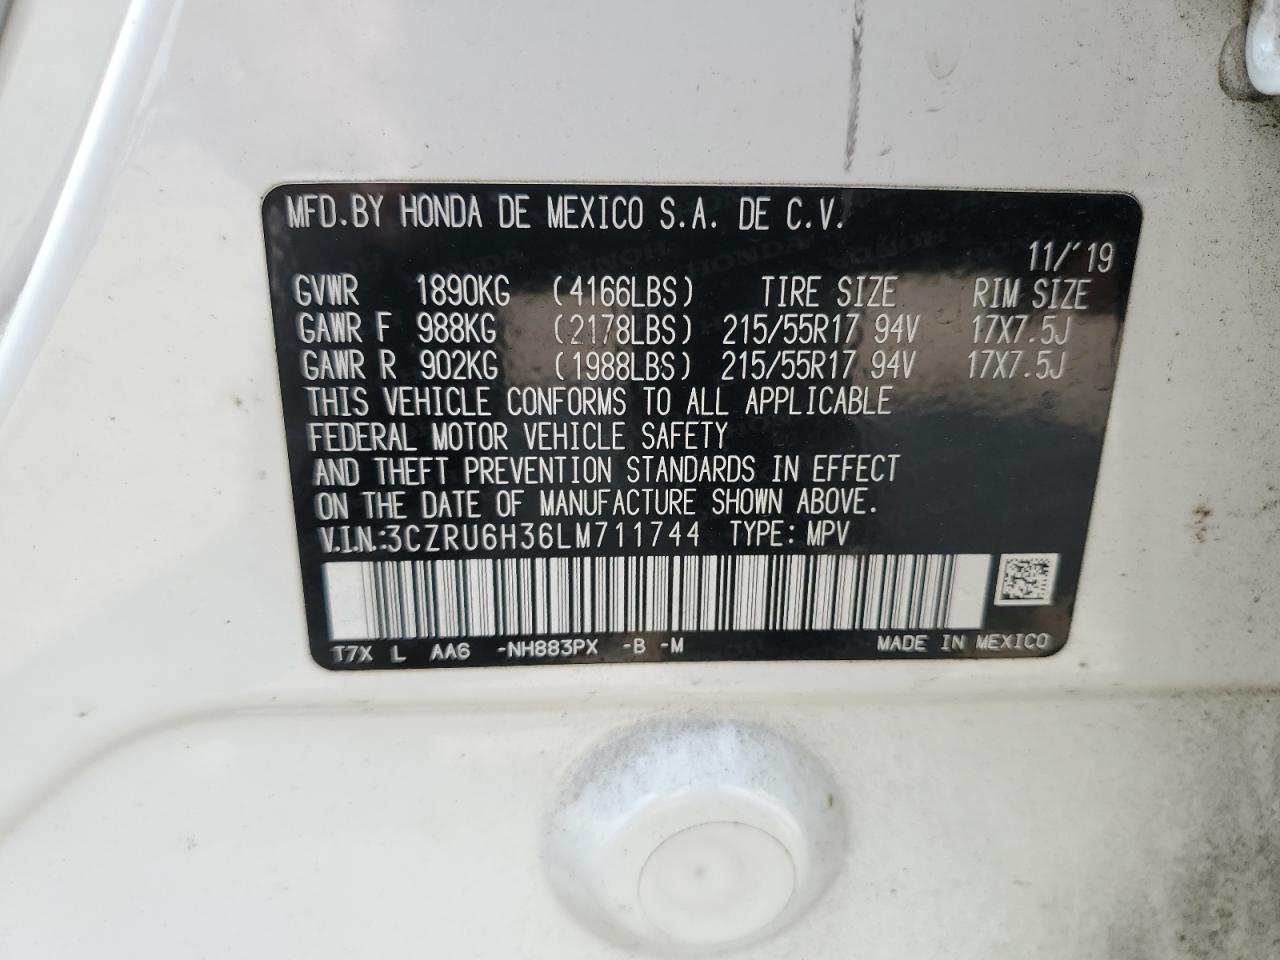 MFD.BY HONDA DE MEXICO S.A. DE C.V.
11/'19
GVWR 1890KG (4166LBS) TIRE SIZE RIM SIZE
GAWR F 988KG (2178LBS) 215/55R17 94V 17X7.5J
GAWR R 902KG (1988LBS) 215/55R17 94V 17X7.5J
THIS VEHICLE CONFORMS TO ALL APPLICABLE
FEDERAL MOTOR VEHICLE SAFETY
AND THEFT PREVENTION STANDARDS IN EFFECT
ON THE DATE OF MANUFACTURE SHOWN ABOVE.
V.I.N.:3CZRU6H36LM711744 TYPE: MPV
T7X L AA6 -NH883PX -B -M MADE IN MEXICO